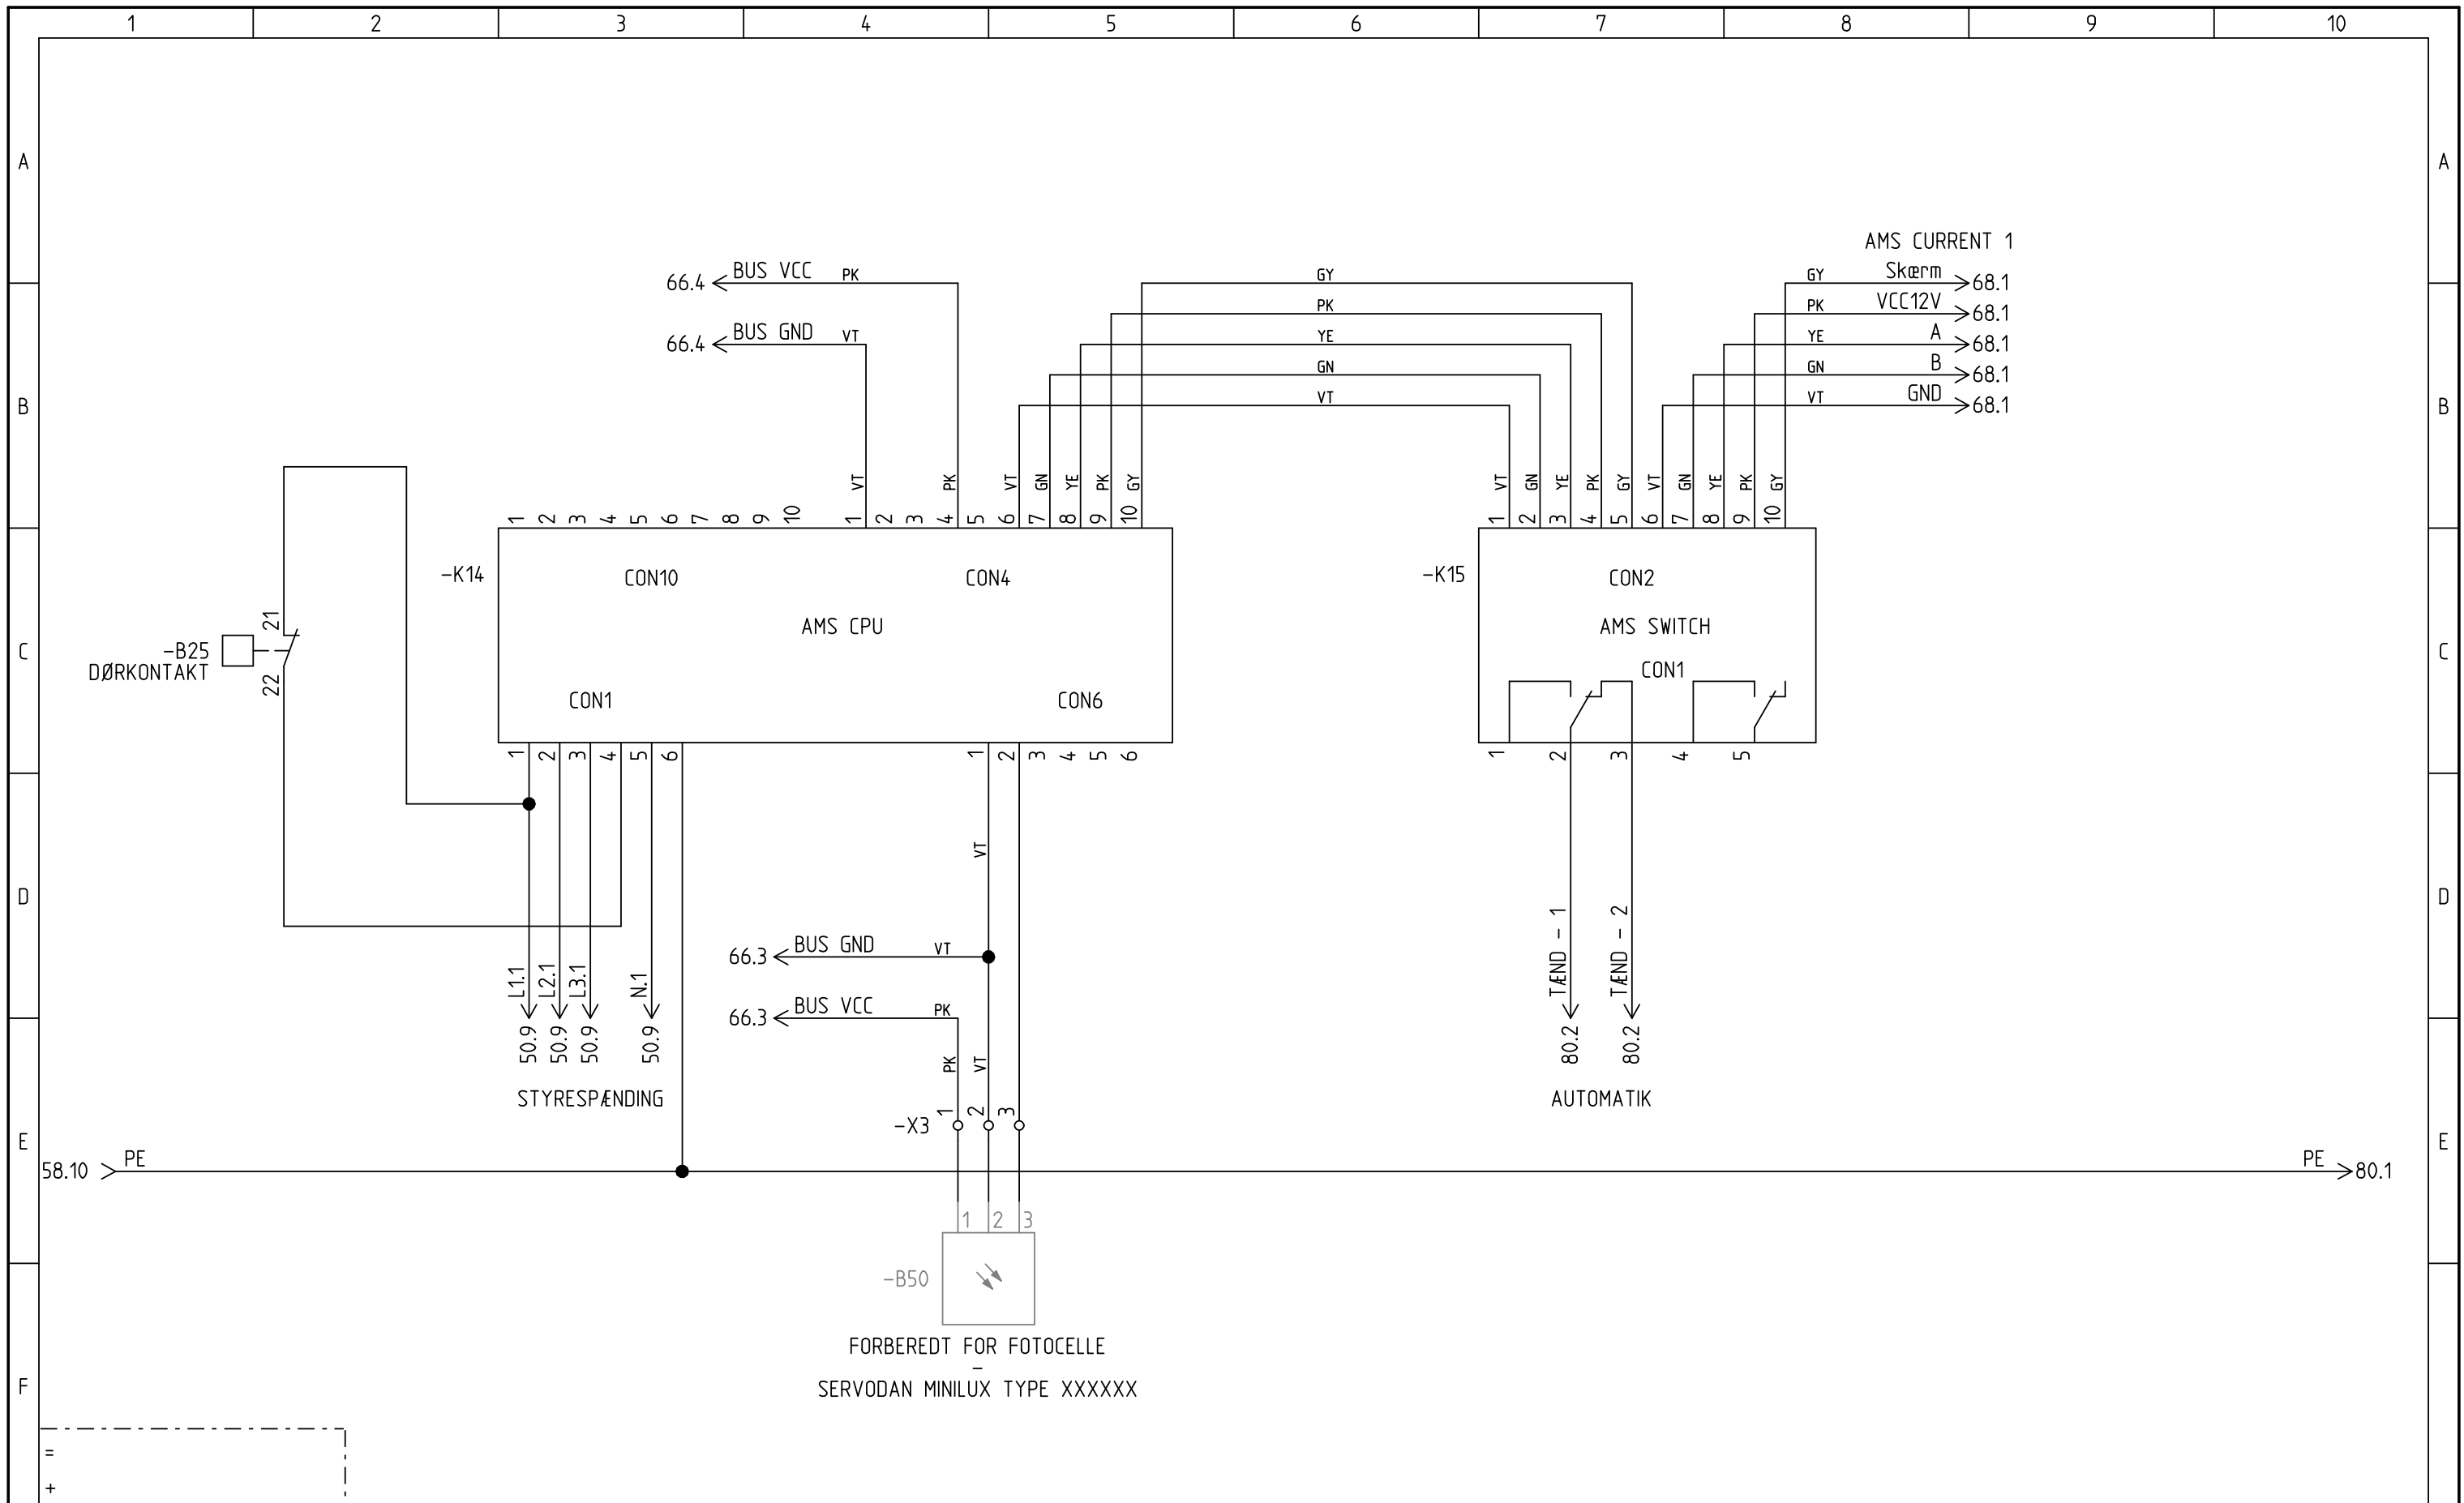 1 2 3 4 5 6 7 8 9 10
A A
AMS CURRENT 1
66.4 BUS VCC PK
GY
GY Skærm 68.1
PK
PK VCC12V 68.1
66.4 BUS GND VT
YE
YE A 68.1
GN
GN B 68.1
VT
VT GND 68.1
B B
VT PK VT GN YE PK GY
VT GN YE PK GY VT GN YE PK GY
1 2 3 4 5 6 7 8 9 10
1 2 3 4 5 6 7 8 9 10
1 2 3 4 5 6 7 8 9 10
-K14
CON10
CON4
-K15
CON2
AMS CPU
AMS SWITCH
21
-B25
DØRKONTAKT
22
C C
CON1
CON1
CON6
1 2 3 4 5 6
1 2 3 4 5 6
1 2 3 4 5
VT
D D
66.3 BUS GND VT
L1.1 L2.1 L3.1 N.1
TÆND - 1
TÆND - 2
66.3 BUS VCC PK
50.9 50.9 50.9 50.9
80.2 80.2
PK VT
STYRESPÆNDING
AUTOMATIK
-X3 1 2 3
E E
58.10 PE
PE 80.1
1 2 3
-B50
FORBEREDT FOR FOTOCELLE
-
SERVODAN MINILUX TYPE XXXXXX
F
=
+